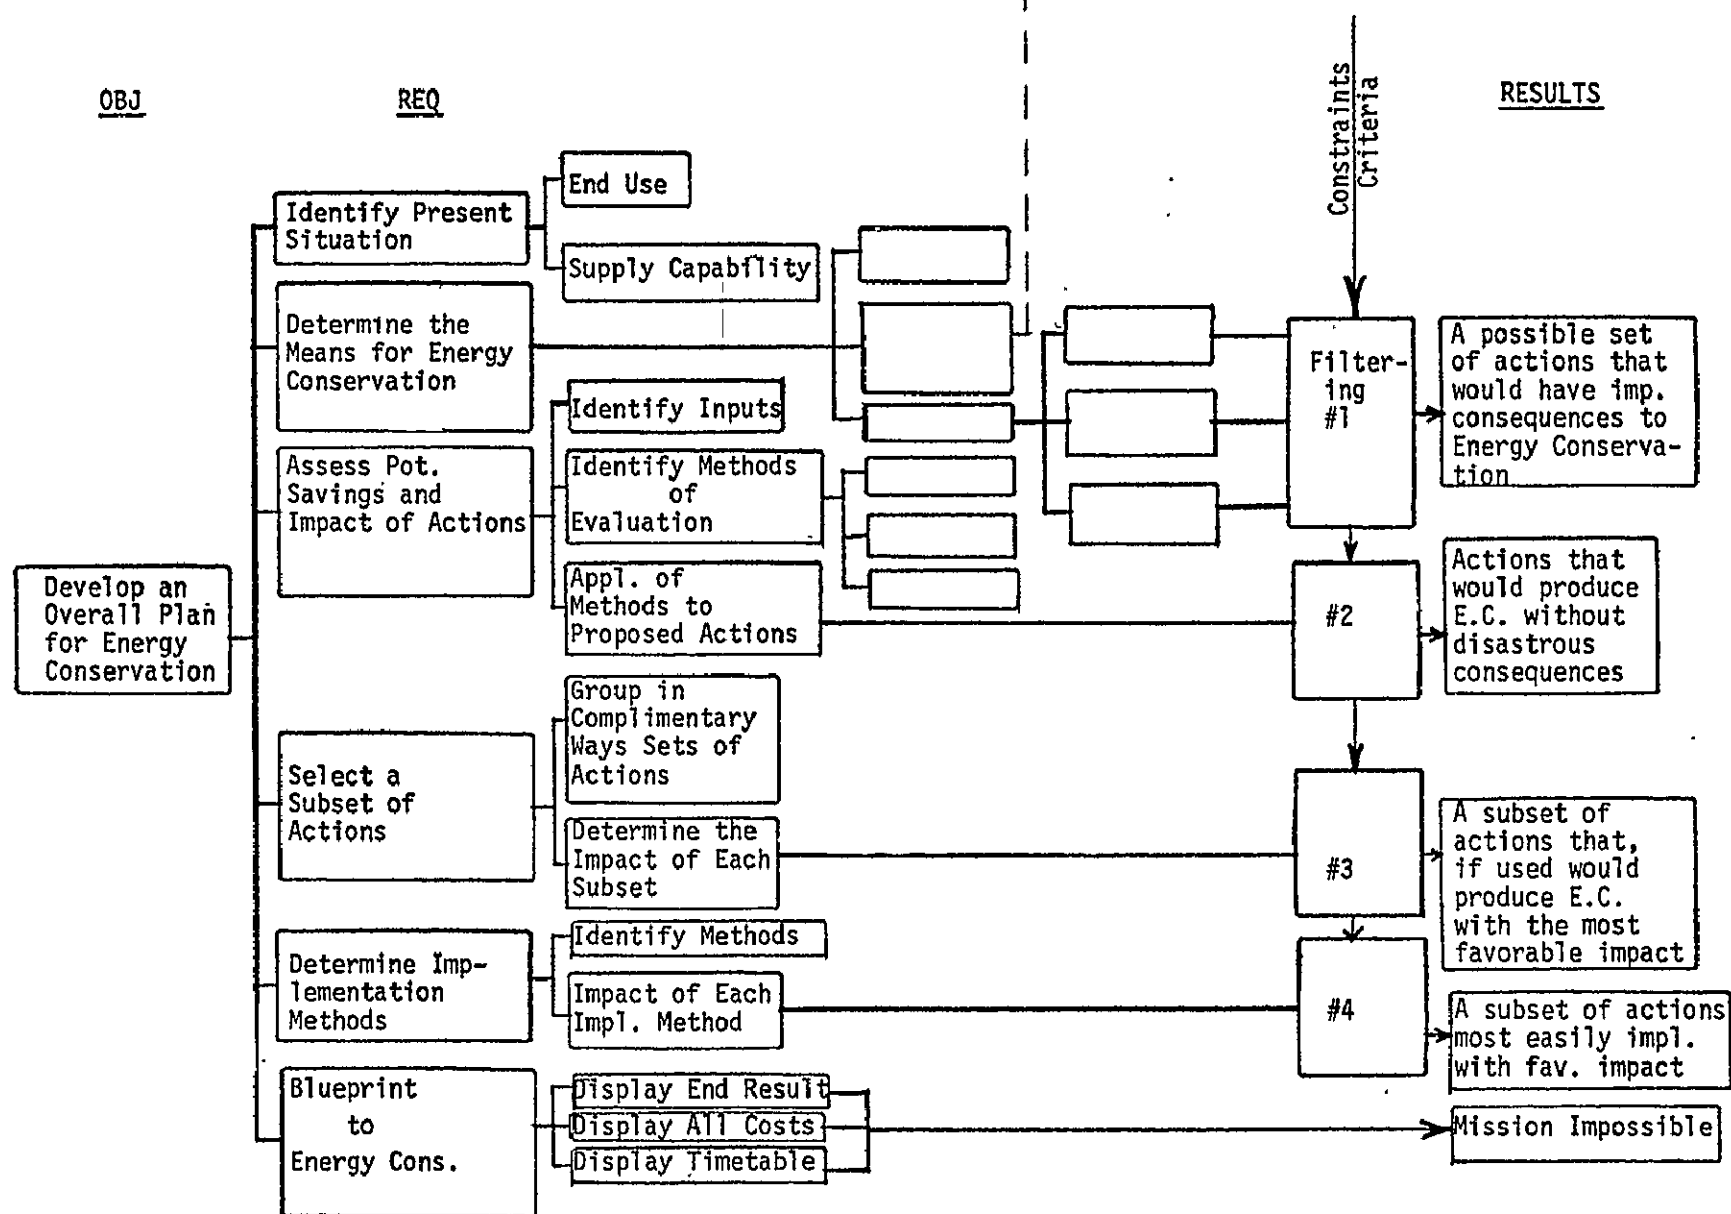 OBJ
REQ
Constraints
Criteria
RESULTS
End Use
Identify Present
Situation
Supply Capability
Determine the
Means for Energy
Conservation
Filter-
ing
#1
A possible set
of actions that
would have imp.
consequences to
Energy Conserva-
tion
Identify Inputs
Assess Pot.
Savings and
Impact of Actions
Identify Methods
of
Evaluation
Appl. of
Methods to
Proposed Actions
#2
Actions that
would produce
E.C. without
disastrous
consequences
Develop an
Overall Plan
for Energy
Conservation
Group in
Complimentary
Ways Sets of
Actions
Select a
Subset of
Actions
Determine the
Impact of Each
Subset
#3
A subset of
actions that,
if used would
produce E.C.
with the most
favorable impact
Identify Methods
Determine Imp-
lementation
Methods
Impact of Each
Impl. Method
#4
A subset of actions
most easily impl.
with fav. impact
Blueprint
to
Energy Cons.
Display End Result
Display All Costs
Display Timetable
Mission Impossible